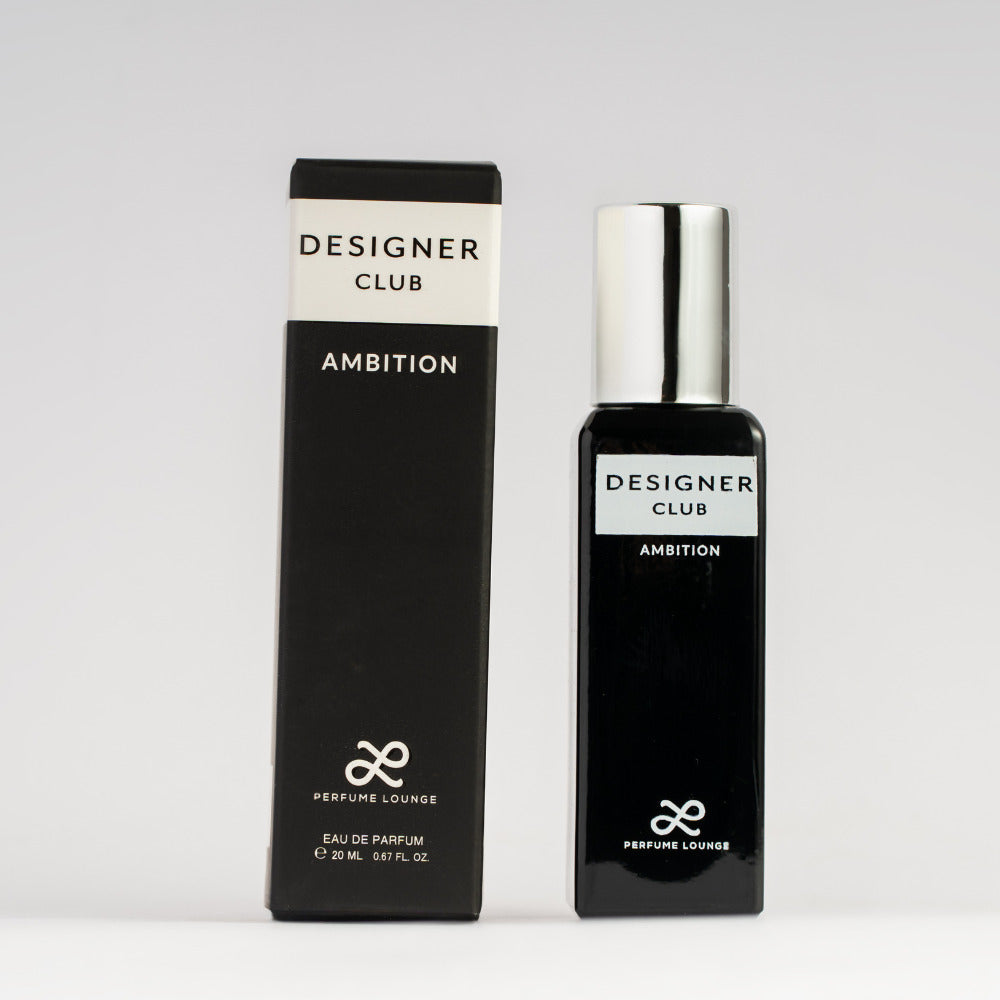 DESIGNER
CLUB
AMBITION
PERFUME LOUNGE
EAU DE PARFUM
℮ 20 ML 0.67 FL. OZ.
DESIGNER
CLUB
AMBITION
PERFUME LOUNGE